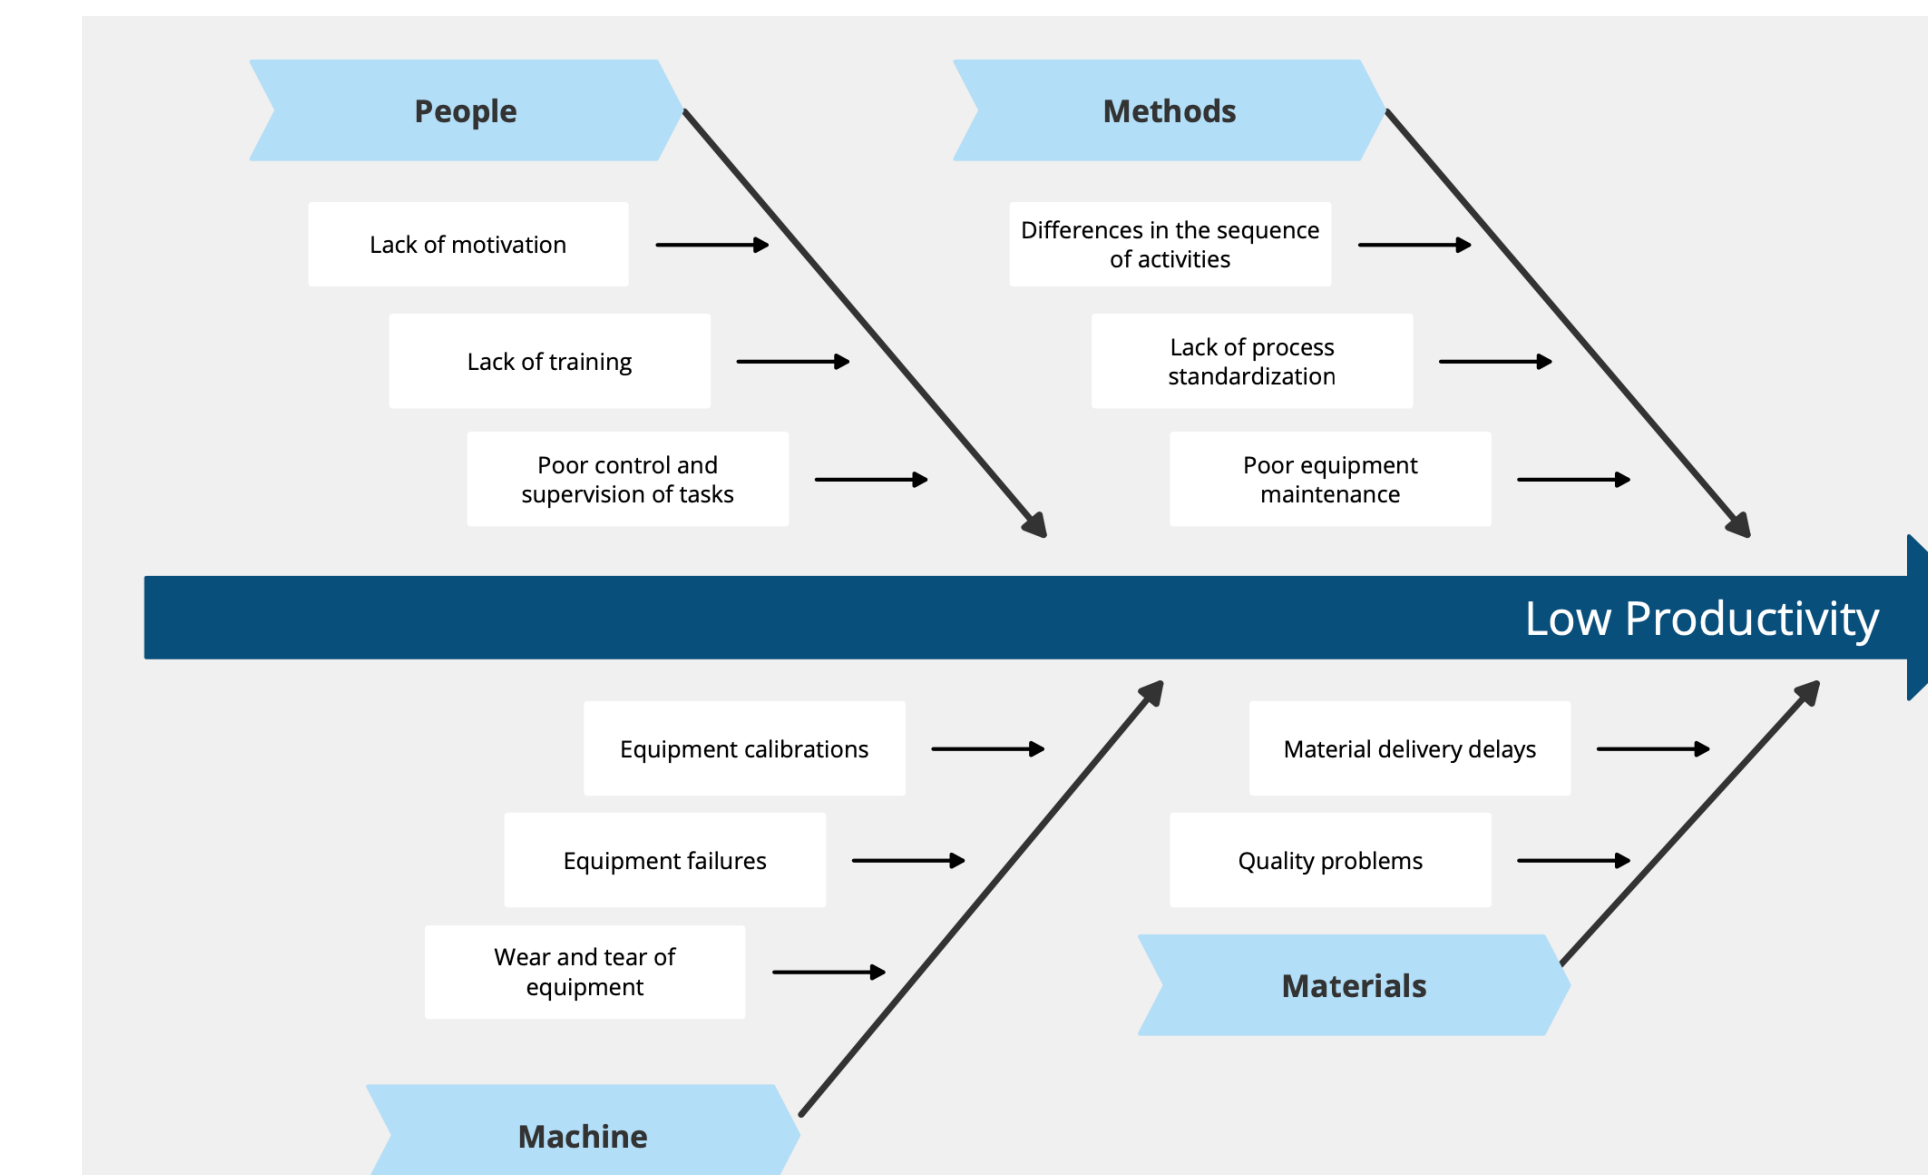 People
Methods
Lack of motivation
Differences in the sequence
of activities
Lack of training
Lack of process
standardization
Poor control and
supervision of tasks
Poor equipment
maintenance
Low Productivity
Equipment calibrations
Material delivery delays
Equipment failures
Quality problems
Wear and tear of
equipment
Materials
Machine